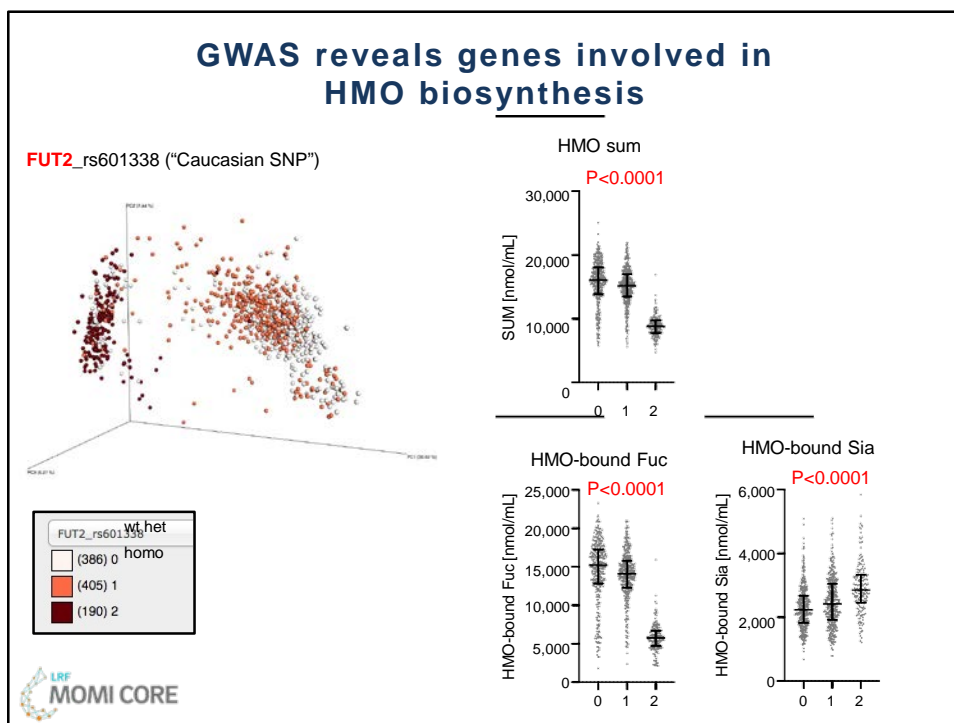 GWAS reveals genes involved in
HMO biosynthesis
FUT2_rs601338 ("Caucasian SNP")
HMO sum
P<0.0001
SUM [nmol/mL]
30,000
20,000
10,000
0
0 1 2
HMO-bound Fuc
P<0.0001
HMO-bound Fuc [nmol/mL]
25,000
20,000
15,000
10,000
5,000
0
0 1 2
HMO-bound Sia
P<0.0001
HMO-bound Sia [nmol/mL]
6,000
4,000
2,000
0
0 1 2
FUT2_rs601338
wt het
homo
(386) 0
(405) 1
(190) 2
LRF
MOMI CORE